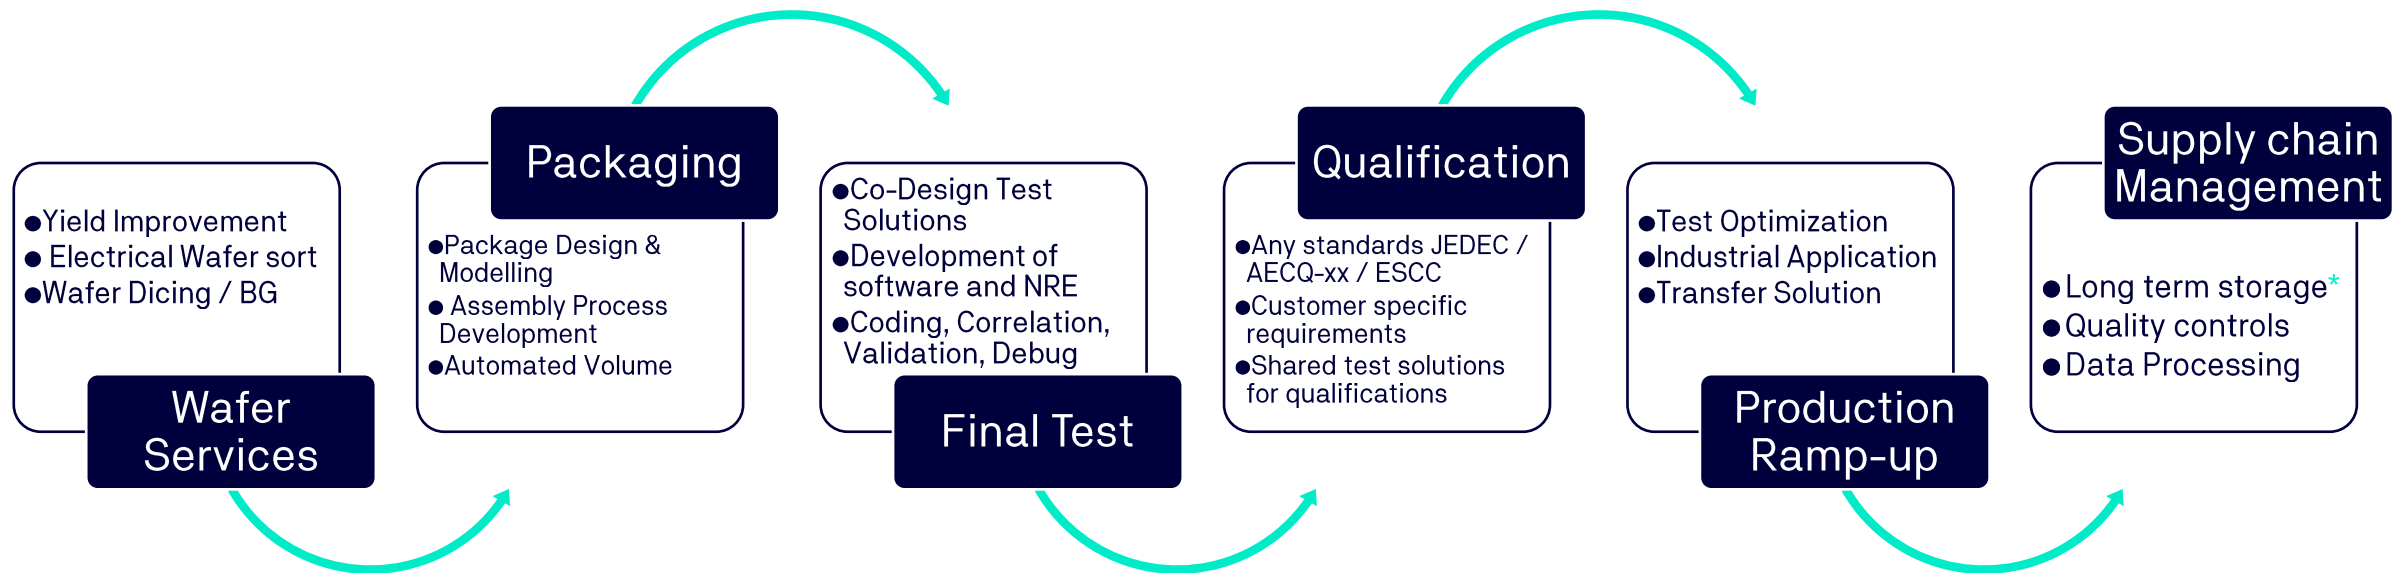 ●Yield Improvement
● Electrical Wafer sort
●Wafer Dicing / BG
Wafer
Services
Packaging
●Package Design &
Modelling
● Assembly Process
Development
●Automated Volume
●Co-Design Test
Solutions
●Development of
software and NRE
●Coding, Correlation,
Validation, Debug
Final Test
Qualification
●Any standards JEDEC /
AECQ-xx / ESCC
●Customer specific
requirements
●Shared test solutions
for qualifications
●Test Optimization
●Industrial Application
●Transfer Solution
Production
Ramp-up
Supply chain
Management
●Long term storage*
●Quality controls
●Data Processing